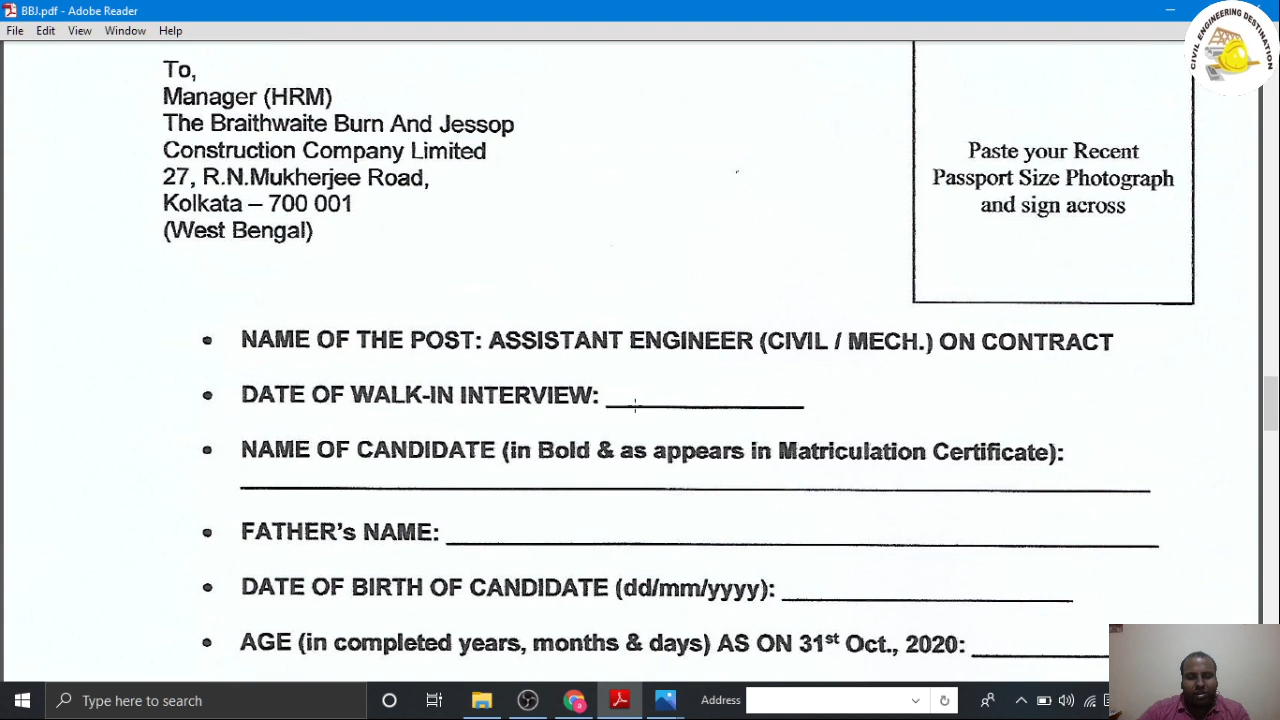 BBJ.pdf - Adobe Reader
File Edit View Window Help
CIVIL ENGINEERING DESTINATION
To,
Manager (HRM)
The Braithwaite Burn And Jessop
Construction Company Limited
27, R.N.Mukherjee Road,
Kolkata – 700 001
(West Bengal)
Paste your Recent
Passport Size Photograph
and sign across
• NAME OF THE POST: ASSISTANT ENGINEER (CIVIL / MECH.) ON CONTRACT
• DATE OF WALK-IN INTERVIEW:
• NAME OF CANDIDATE (in Bold & as appears in Matriculation Certificate):
• FATHER's NAME:
• DATE OF BIRTH OF CANDIDATE (dd/mm/yyyy):
• AGE (in completed years, months & days) AS ON 31st Oct., 2020:
Type here to search
Address